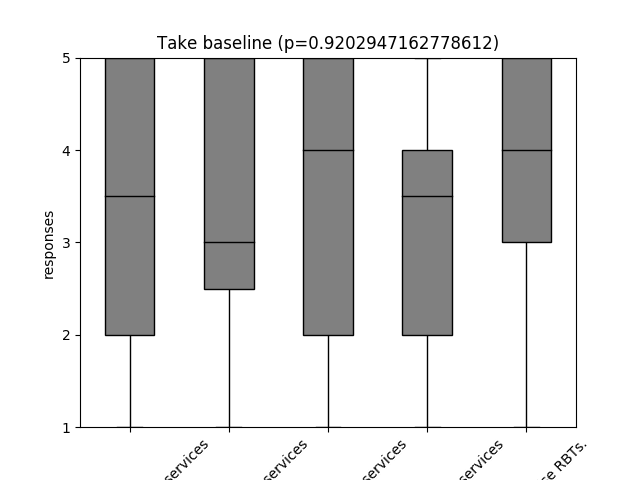 Take baseline (p=0.9202947162778612)
5
4
3
2
1
responses
services
services
services
services
RBTs.